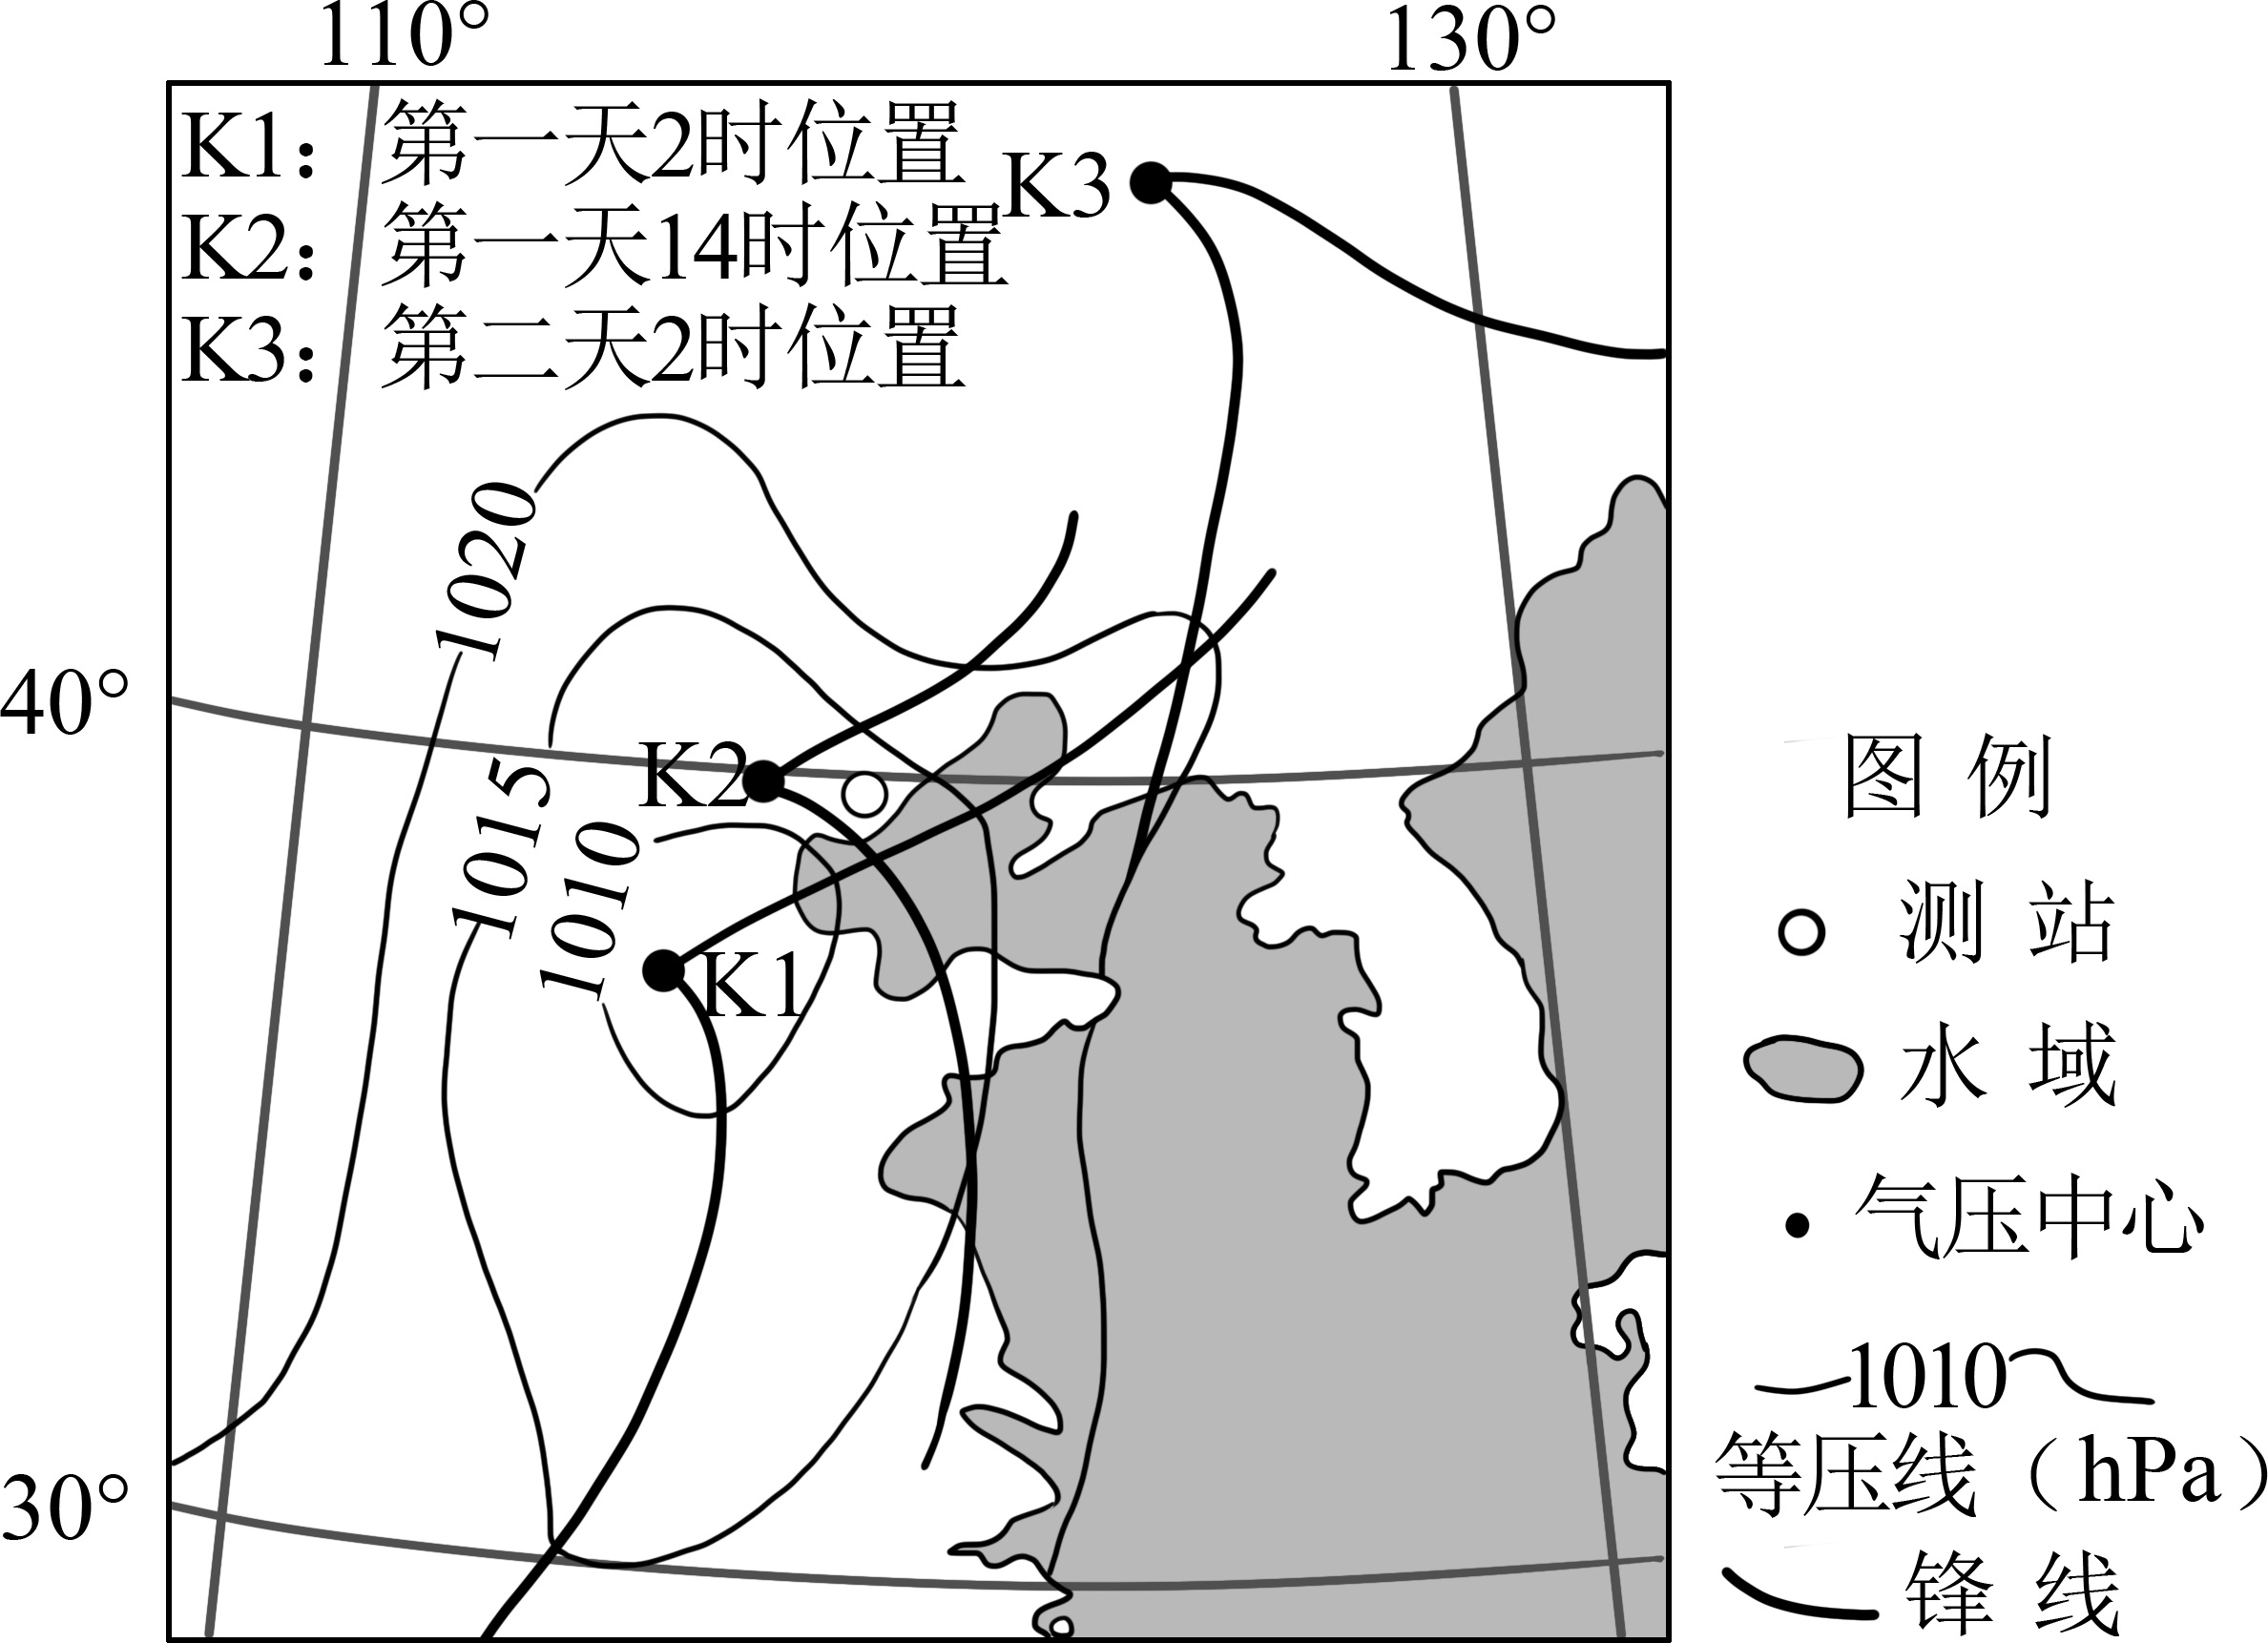 110°
130°
K1：第一天2时位置
K2：第一天14时位置
K3：第二天2时位置
K3
1020
40°
K2
1015
1010
K1
30°
图例
测站
水域
气压中心
1010
等压线（hPa）
锋线